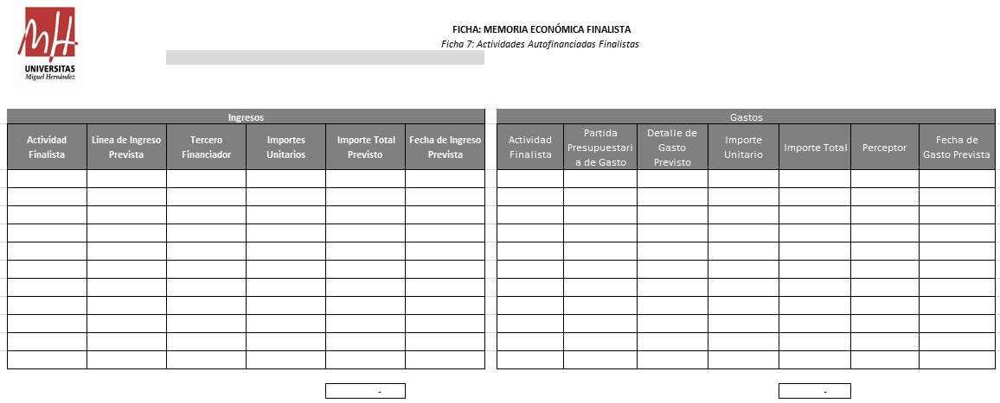 MH
UNIVERSITAS
Miguel Hernández
FICHA: MEMORIA ECONÓMICA FINALISTA
Ficha 7: Actividades Autofinanciadas Finalistas
Ingresos
Actividad
Finalista
Línea de Ingreso
Prevista
Tercero
Financiador
Importes
Unitarios
Importe Total
Previsto
Fecha de Ingreso
Prevista
-
Gastos
Actividad
Finalista
Partida
Presupuestari
a de Gasto
Detalle de
Gasto
Previsto
Importe
Unitario
Importe Total
Perceptor
Fecha de
Gasto Prevista
-